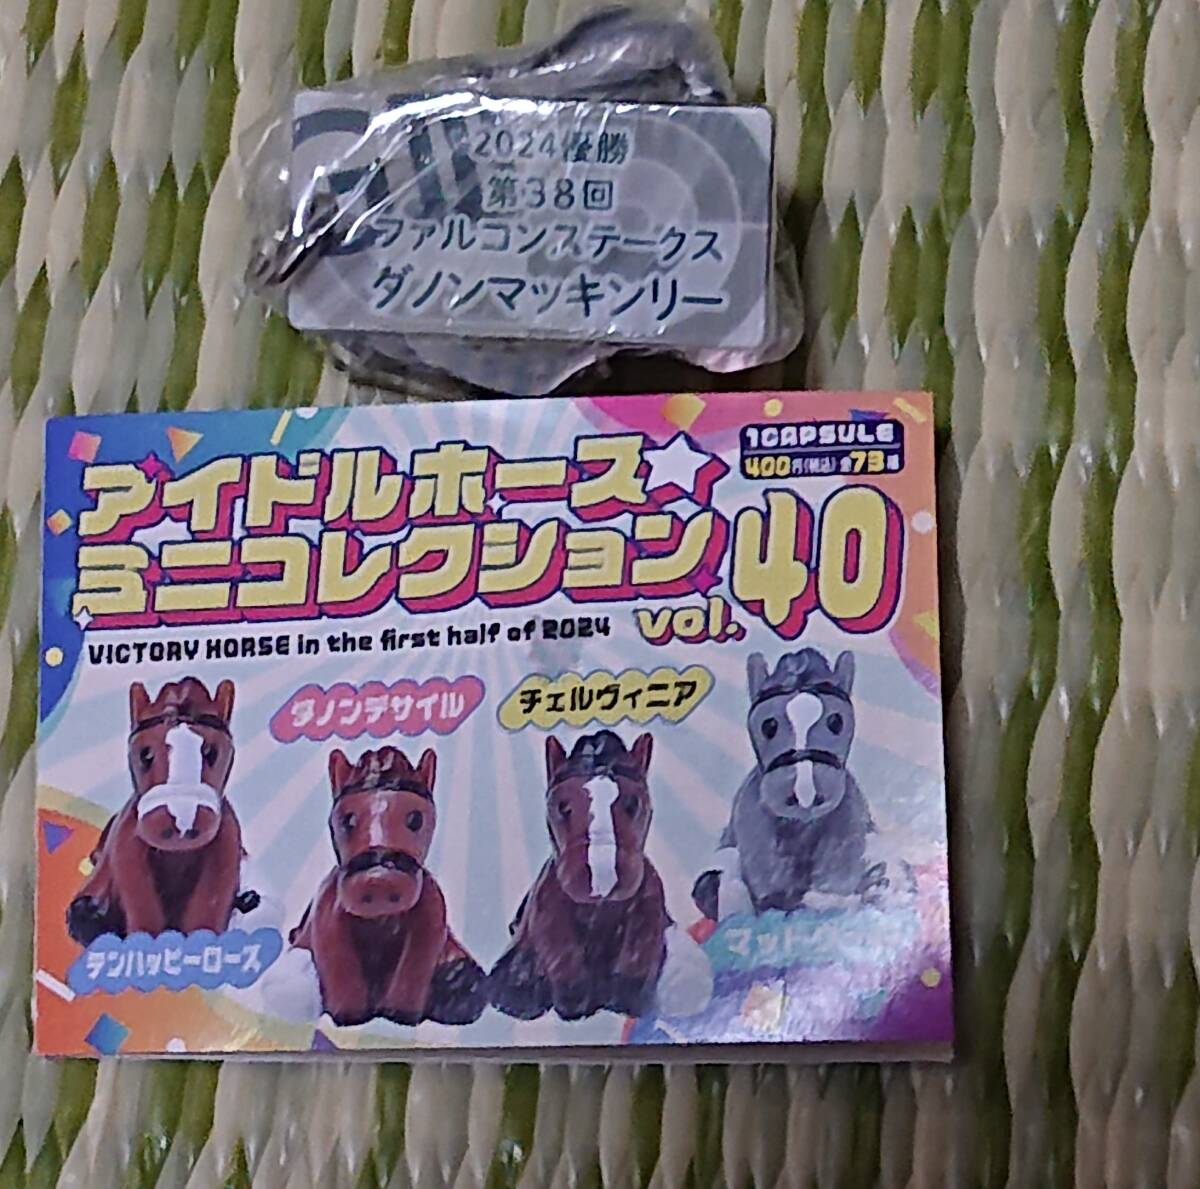 2024優勝
第38回
ファルコンステークス
ダノンマッキンリー
1CAPSULE
400円(税込) 全73種
アイドルホース
ミニコレクション
vol.40
VICTORY HORSE in the first half of 2024
ダノンデサイル
チェルヴィニア
テンハッピーローズ